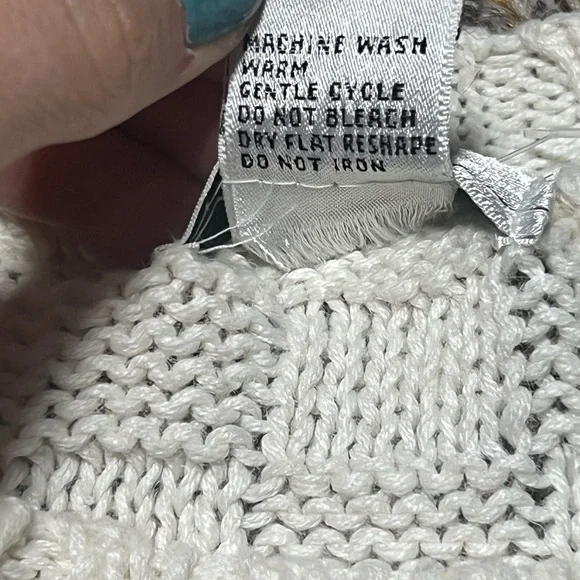 MACHINE WASH
WARM
GENTLE CYCLE
DO NOT BLEACH
DRY FLAT RESHAPE
DO NOT IRON